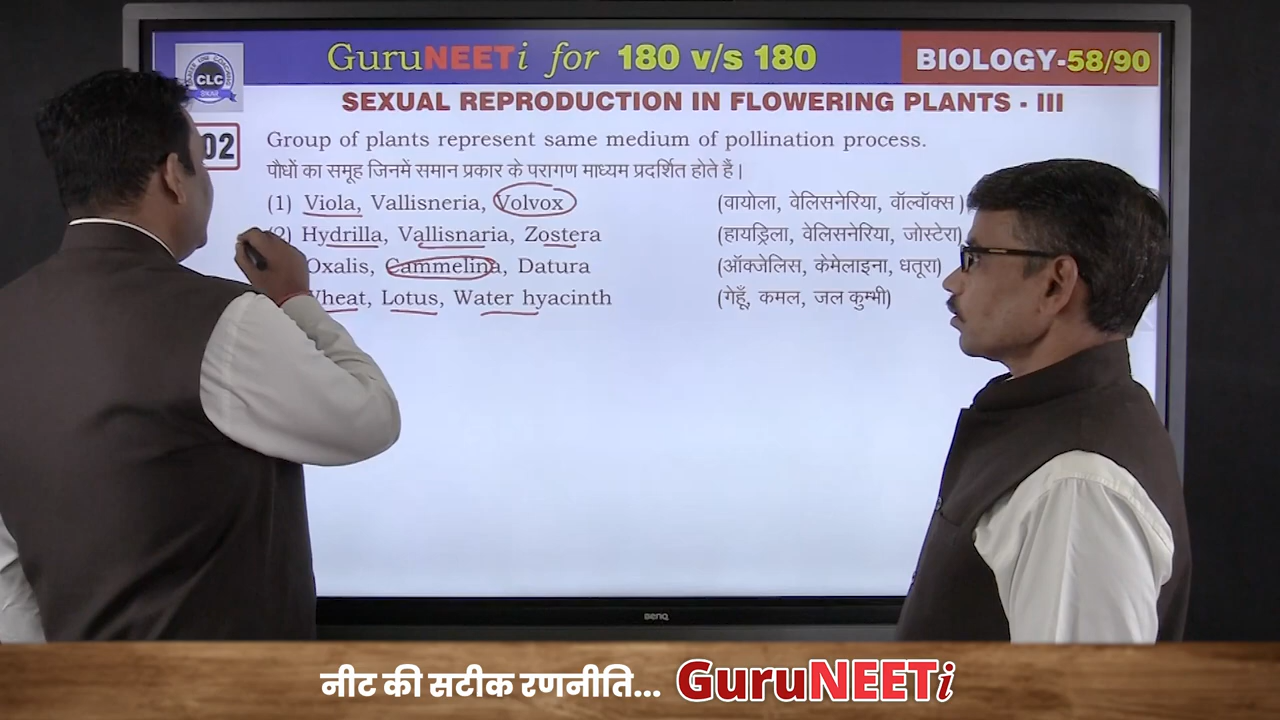 GuruNEETi for 180 v/s 180
BIOLOGY-58/90
CLC
SEXUAL REPRODUCTION IN FLOWERING PLANTS - III
02 Group of plants represent same medium of pollination process.
पौधों का समूह जिनमें समान प्रकार के परागण माध्यम प्रदर्शित होते हैं।
(1) Viola, Vallisneria, Volvox (वायोला, वेलिसनेरिया, वॉल्वॉक्स)
(2) Hydrilla, Vallisnaria, Zostera (हायड्रिला, वेलिसनेरिया, जोस्टेरा)
Oxalis, Cammelina, Datura (ऑक्जेलिस, केमेलाइना, धतूरा)
Wheat, Lotus, Water hyacinth (गेहूँ, कमल, जल कुम्भी)
BenQ
नीट की सटीक रणनीति... GuruNEETi